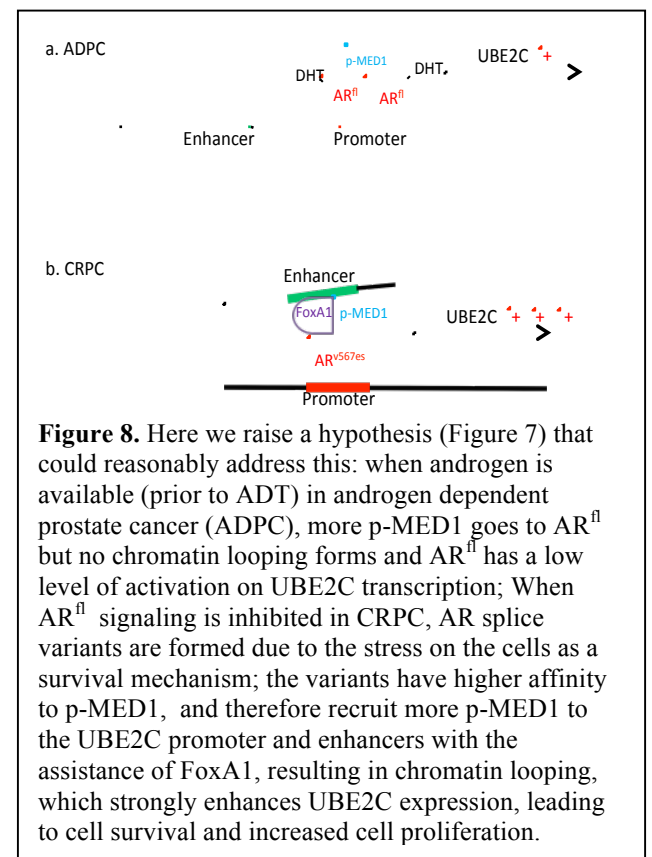 a. ADPC
p-MED1
DHT
DHT
UBE2C +
AR^fl AR^fl
Enhancer Promoter
b. CRPC
Enhancer
FoxA1 p-MED1
UBE2C + + +
AR^v567es
Promoter
Figure 8. Here we raise a hypothesis (Figure 7) that
could reasonably address this: when androgen is
available (prior to ADT) in androgen dependent
prostate cancer (ADPC), more p-MED1 goes to AR^fl
but no chromatin looping forms and AR^fl has a low
level of activation on UBE2C transcription; When
AR^fl signaling is inhibited in CRPC, AR splice
variants are formed due to the stress on the cells as a
survival mechanism; the variants have higher affinity
to p-MED1, and therefore recruit more p-MED1 to
the UBE2C promoter and enhancers with the
assistance of FoxA1, resulting in chromatin looping,
which strongly enhances UBE2C expression, leading
to cell survival and increased cell proliferation.